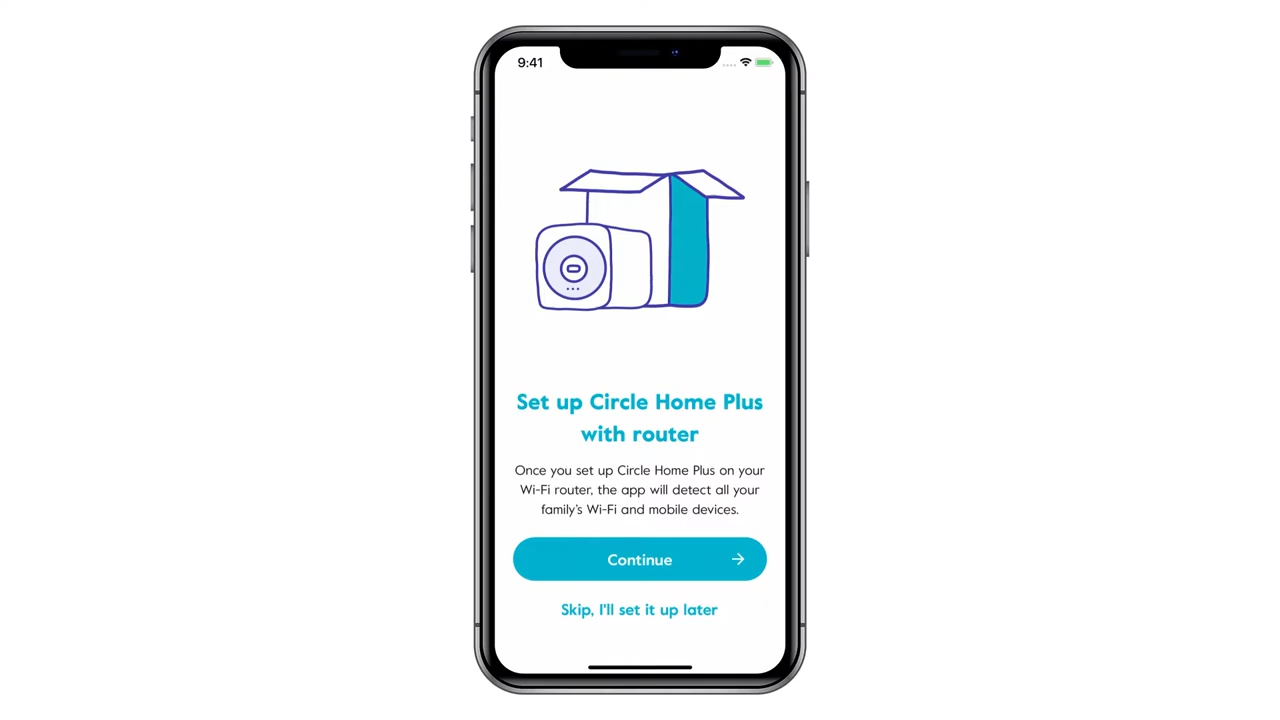 9:41
Set up Circle Home Plus
with router
Once you set up Circle Home Plus on your
Wi-Fi router, the app will detect all your
family's Wi-Fi and mobile devices.
Continue
Skip, I'll set it up later